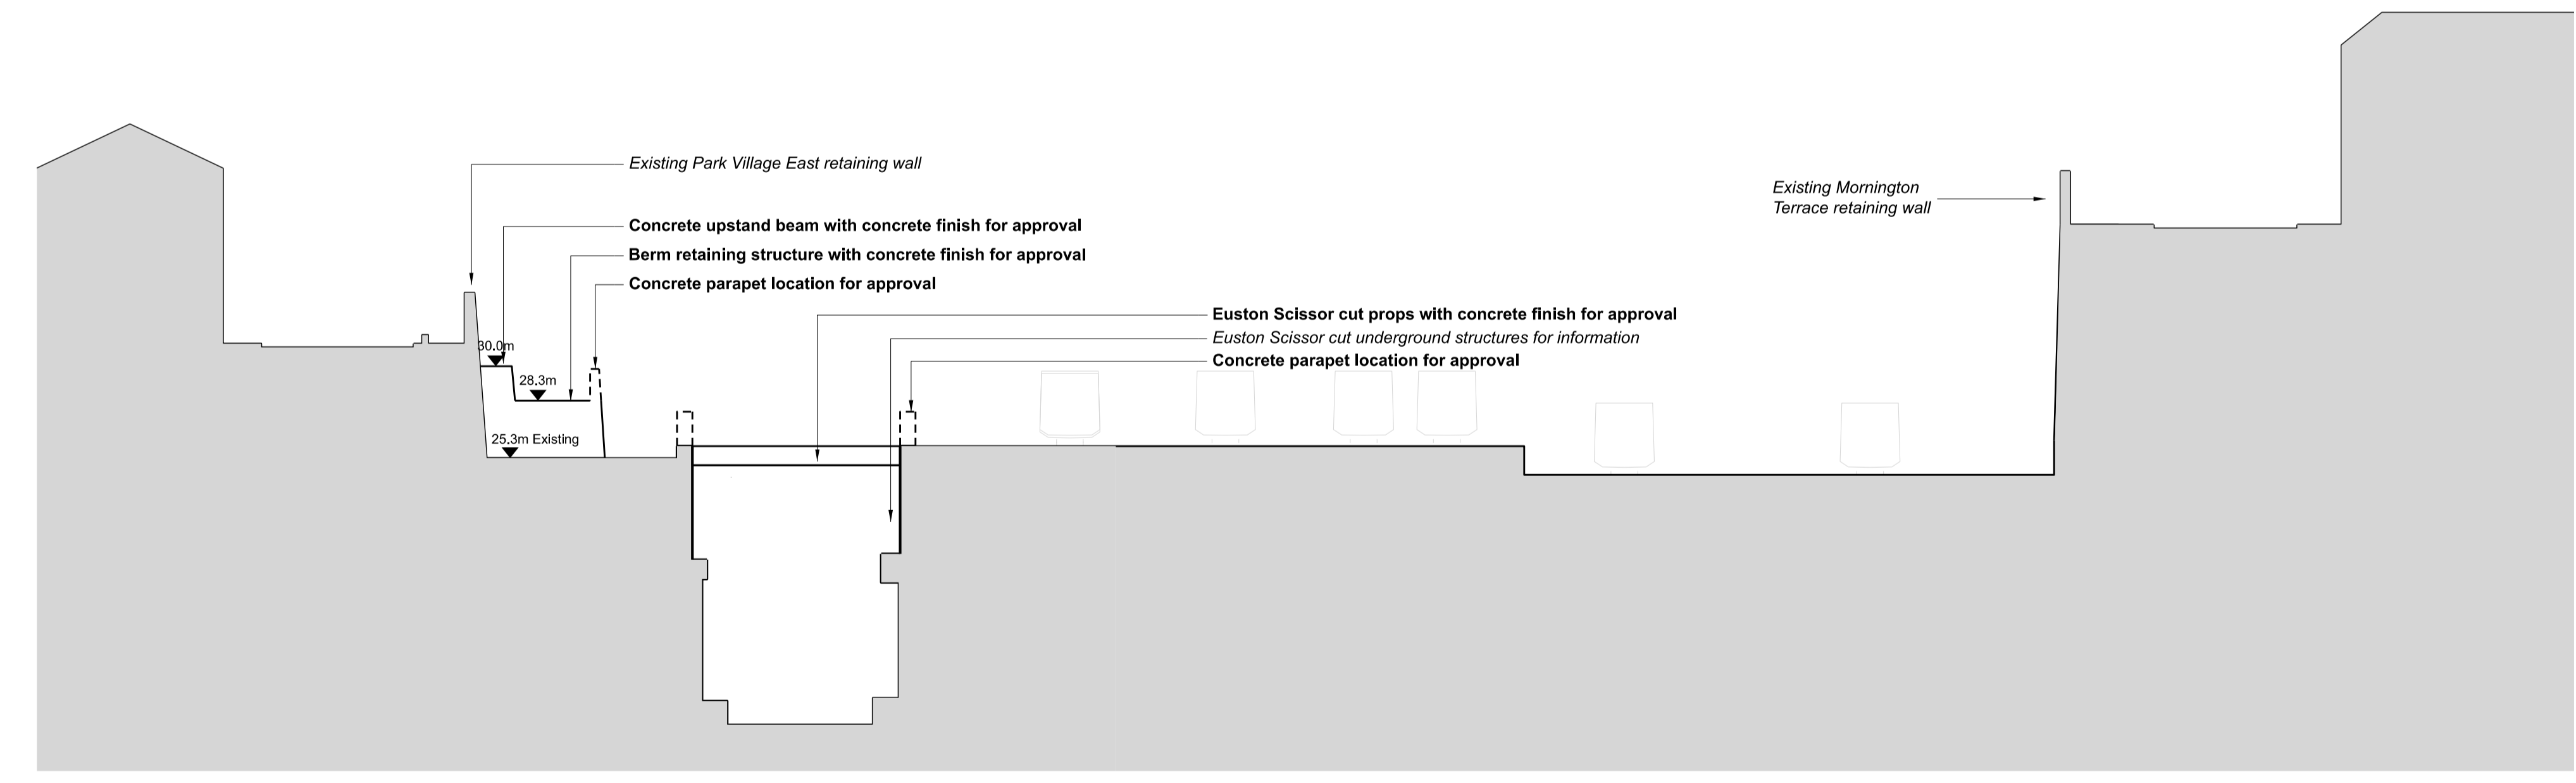 Existing Park Village East retaining wall
Existing Mornington
Terrace retaining wall
Concrete upstand beam with concrete finish for approval
Berm retaining structure with concrete finish for approval
Concrete parapet location for approval
Euston Scissor cut props with concrete finish for approval
Euston Scissor cut underground structures for information
Concrete parapet location for approval
30.0m
28.3m
25.3m Existing